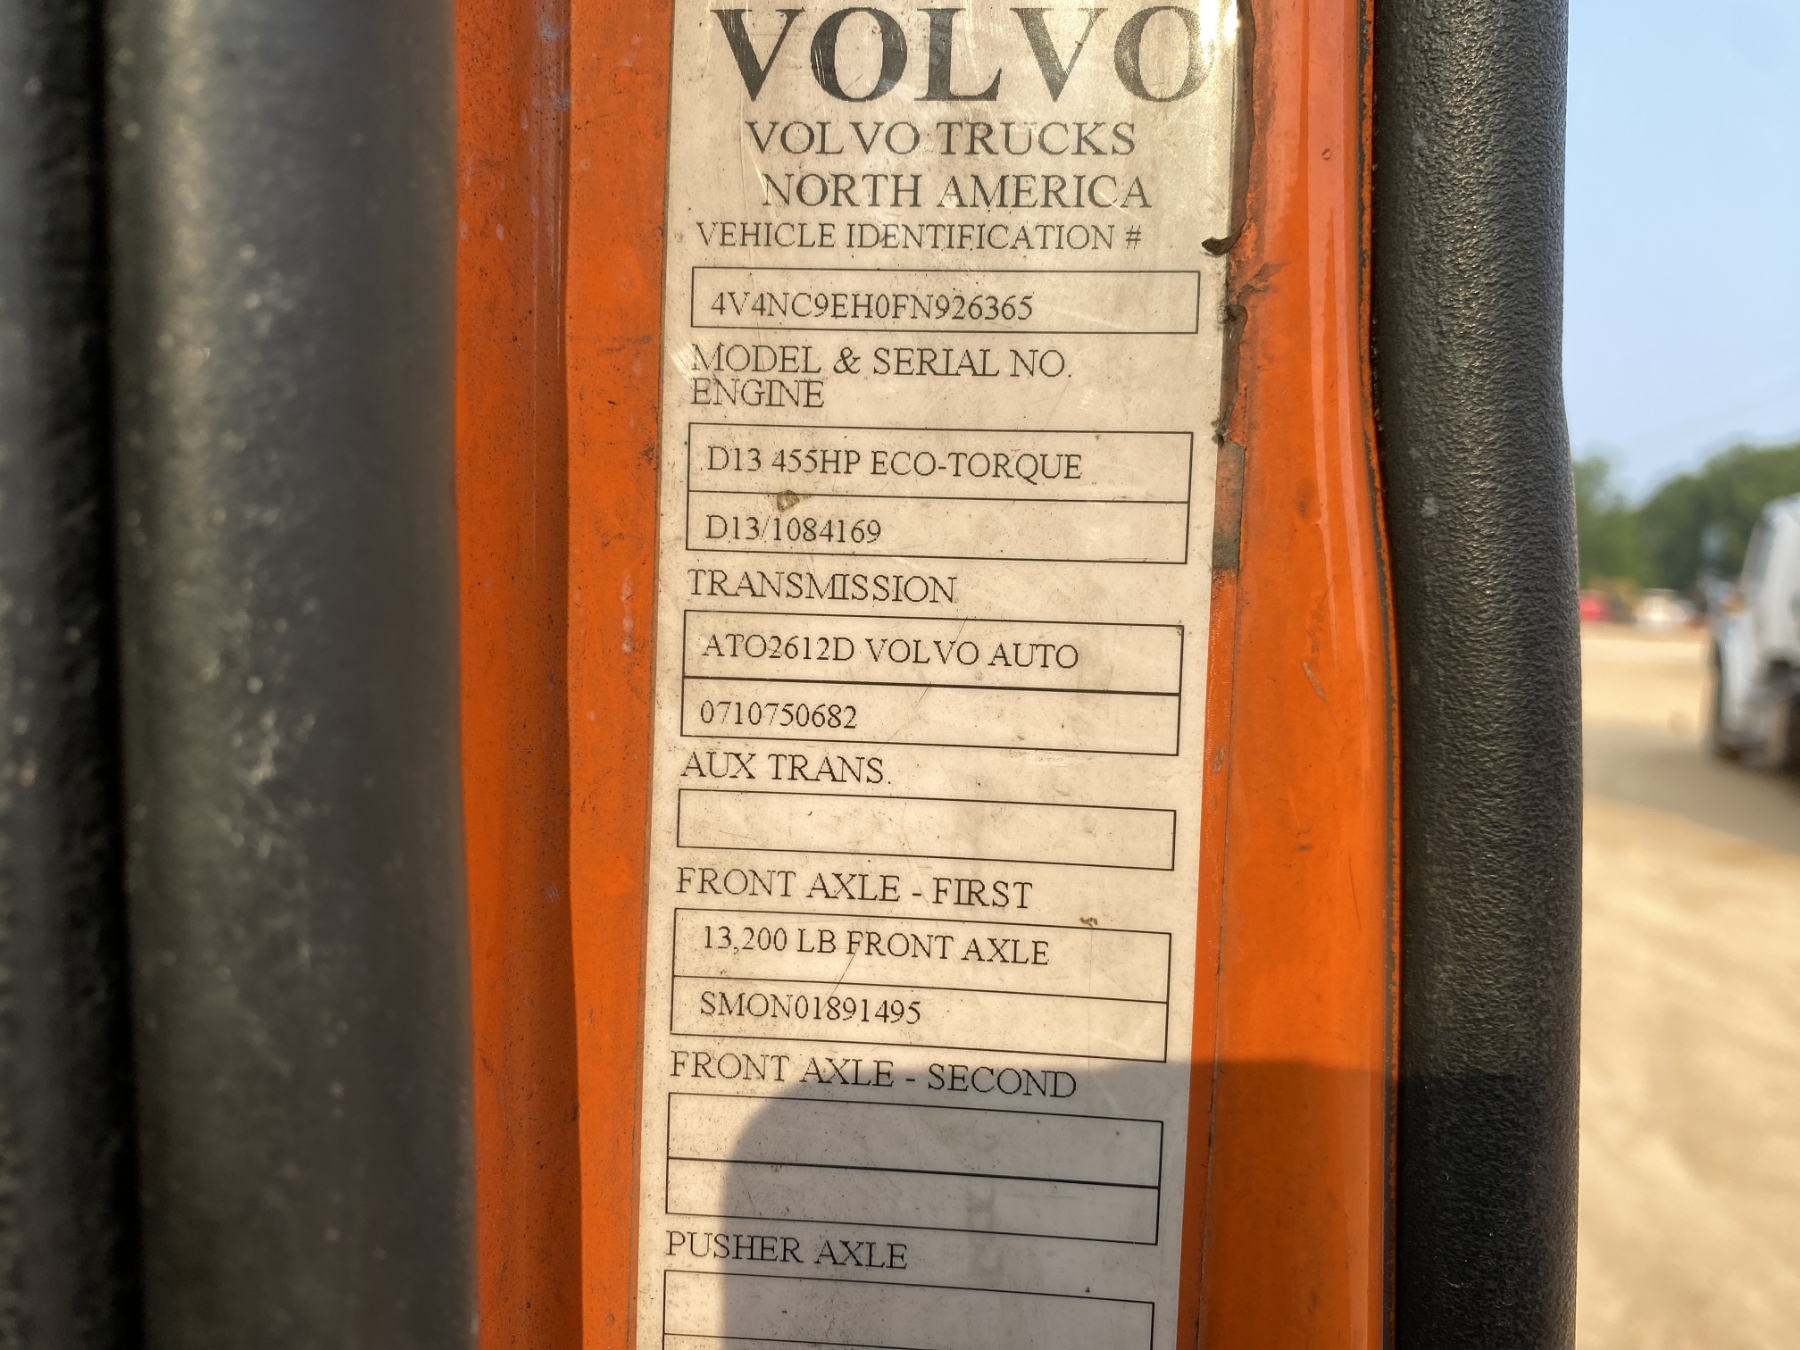 VOLVO
VOLVO TRUCKS
NORTH AMERICA
VEHICLE IDENTIFICATION #
4V4NC9EH0FN926365
MODEL & SERIAL NO.
ENGINE
D13 455HP ECO-TORQUE
D13/1084169
TRANSMISSION
ATO2612D VOLVO AUTO
0710750682
AUX TRANS.
FRONT AXLE - FIRST
13,200 LB FRONT AXLE
SMON01891495
FRONT AXLE - SECOND
PUSHER AXLE